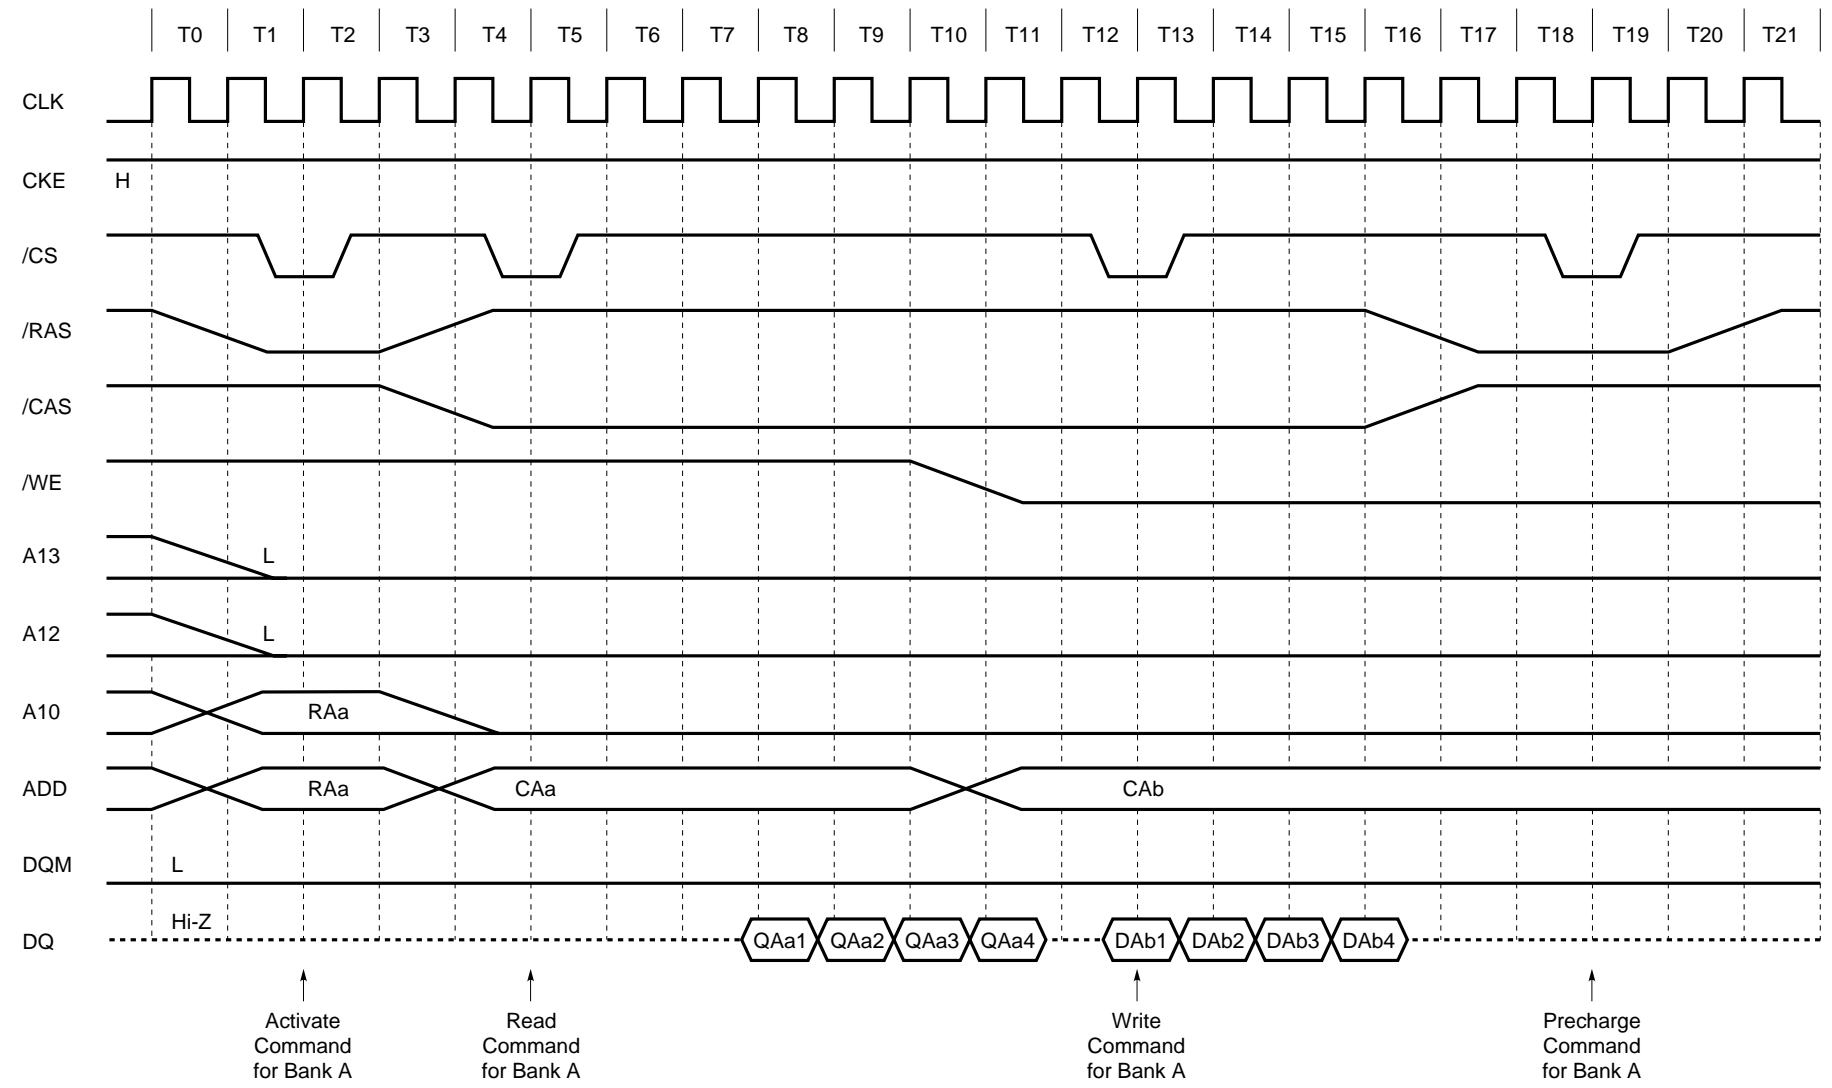 T0 T1 T2 T3 T4 T5 T6 T7 T8 T9 T10 T11 T12 T13 T14 T15 T16 T17 T18 T19 T20 T21
CLK
CKE H
/CS
/RAS
/CAS
/WE
A13 L
A12 L
A10 RAa
ADD RAa CAa CAb
DQM L
Hi-Z
DQ QAa1 QAa2 QAa3 QAa4 DAb1 DAb2 DAb3 DAb4
Activate
Command
for Bank A
Read
Command
for Bank A
Write
Command
for Bank A
Precharge
Command
for Bank A